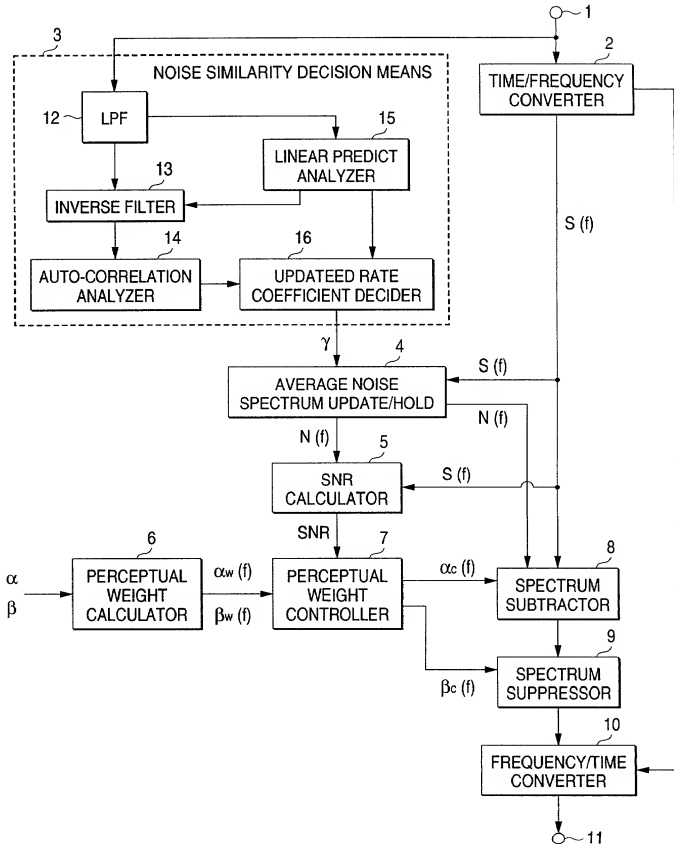 1
3
2
NOISE SIMILARITY DECISION MEANS
TIME/FREQUENCY
CONVERTER
12
LPF
15
LINEAR PREDICT
ANALYZER
13
INVERSE FILTER
S (f)
14
AUTO-CORRELATION
ANALYZER
16
UPDATEED RATE
COEFFICIENT DECIDER
γ
4
S (f)
AVERAGE NOISE
SPECTRUM UPDATE/HOLD
N (f)
N (f)
5
SNR
CALCULATOR
S (f)
SNR
6
7
8
α
β
PERCEPTUAL
WEIGHT
CALCULATOR
αw (f)
βw (f)
PERCEPTUAL
WEIGHT
CONTROLLER
αc (f)
SPECTRUM
SUBTRACTOR
9
βc (f)
SPECTRUM
SUPPRESSOR
10
FREQUENCY/TIME
CONVERTER
11